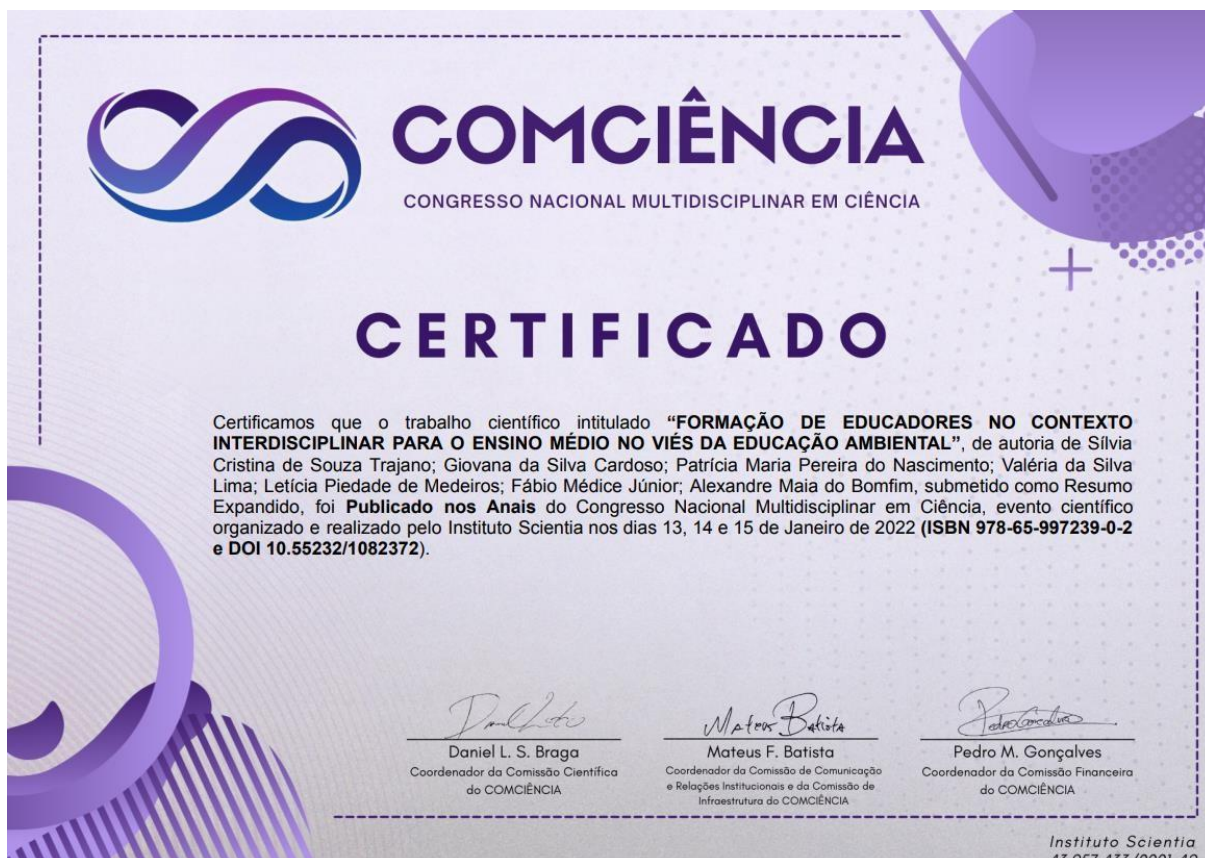 COMCIÊNCIA
CONGRESSO NACIONAL MULTIDISCIPLINAR EM CIÊNCIA
CERTIFICADO
Certificamos que o trabalho científico intitulado “FORMAÇÃO DE EDUCADORES NO CONTEXTO
INTERDISCIPLINAR PARA O ENSINO MÉDIO NO VIÉS DA EDUCAÇÃO AMBIENTAL”, de autoria de Sílvia
Cristina de Souza Trajano; Giovana da Silva Cardoso; Patrícia Maria Pereira do Nascimento; Valéria da Silva
Lima; Letícia Piedade de Medeiros; Fábio Médice Júnior; Alexandre Maia do Bomfim, submetido como Resumo
Expandido, foi Publicado nos Anais do Congresso Nacional Multidisciplinar em Ciência, evento científico
organizado e realizado pelo Instituto Scientia nos dias 13, 14 e 15 de Janeiro de 2022 (ISBN 978-65-997239-0-2
e DOI 10.55232/1082372).
Mateus Batista
Daniel L. S. Braga
Coordenador da Comissão Científica
do COMCIÊNCIA
Mateus F. Batista
Coordenador da Comissão de Comunicação
e Relações Institucionais e da Comissão de
Infraestrutura do COMCIÊNCIA
Pedro M. Gonçalves
Coordenador da Comissão Financeira
do COMCIÊNCIA
Instituto Scientia